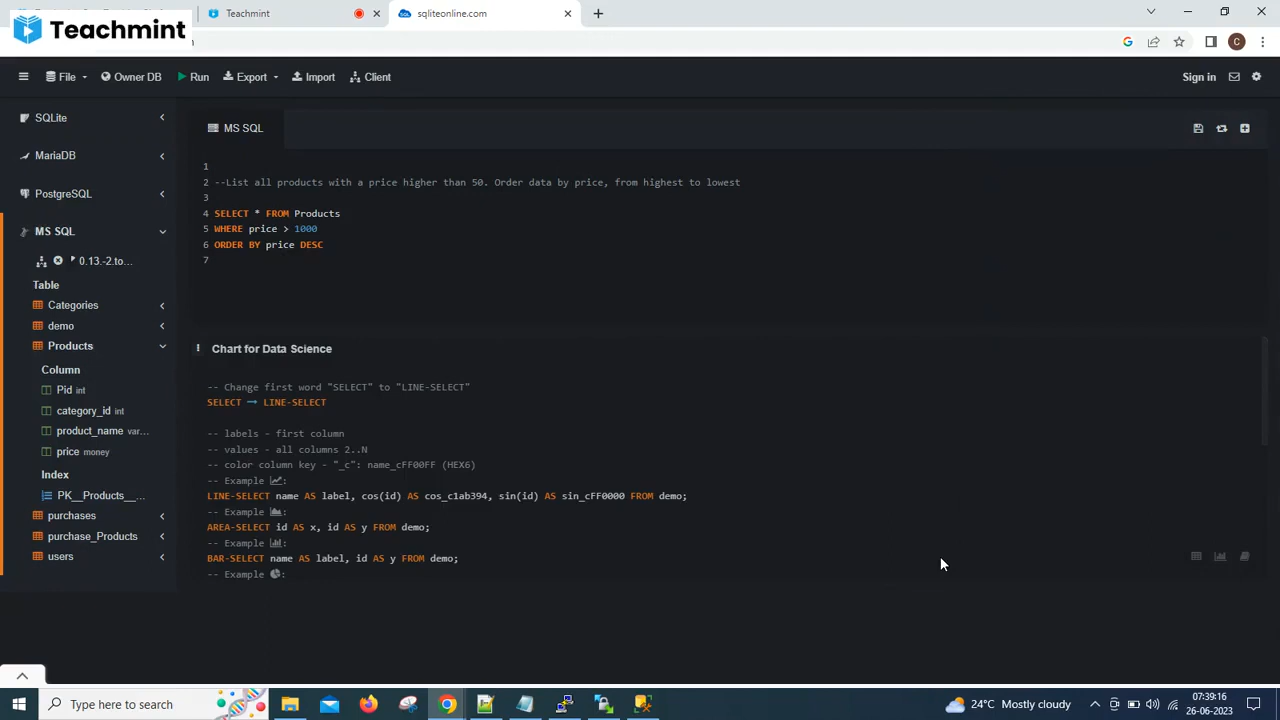 Teachmint
Teachmint
sqliteonline.com
File
Owner DB
Run
Export
Import
Client
Sign in
SQLite
MariaDB
PostgreSQL
MS SQL
0.13.-2.to...
Table
Categories
demo
Products
Column
Pid int
category_id int
product_name var...
price money
Index
PK__Products__...
purchases
purchase_Products
users
MS SQL
1
2 --List all products with a price higher than 50. Order data by price, from highest to lowest
3
4 SELECT * FROM Products
5 WHERE price > 1000
6 ORDER BY price DESC
7
Chart for Data Science
-- Change first word "SELECT" to "LINE-SELECT"
SELECT → LINE-SELECT
-- labels - first column
-- values - all columns 2..N
-- color column key - "_c": name_cFF00FF (HEX6)
-- Example :
LINE-SELECT name AS label, cos(id) AS cos_c1ab394, sin(id) AS sin_cFF0000 FROM demo;
-- Example :
AREA-SELECT id AS x, id AS y FROM demo;
-- Example :
BAR-SELECT name AS label, id AS y FROM demo;
-- Example :
Type here to search
24°C Mostly cloudy
07:39:16
26-06-2023
C